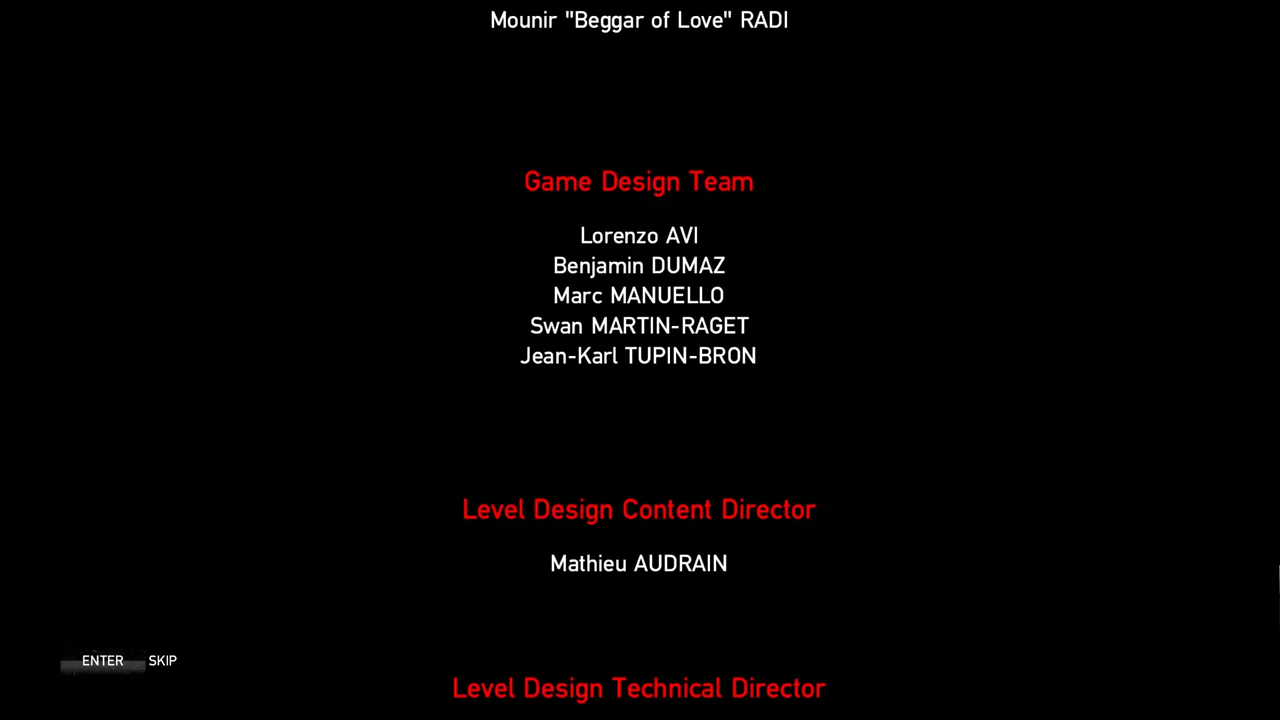 Mounir "Beggar of Love" RADI
Game Design Team
Lorenzo AVI
Benjamin DUMAZ
Marc MANUELLO
Swan MARTIN-RAGET
Jean-Karl TUPIN-BRON
Level Design Content Director
Mathieu AUDRAIN
ENTER SKIP
Level Design Technical Director